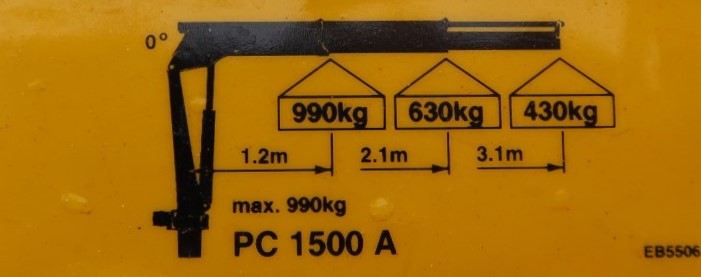 0°
990kg 630kg 430kg
1.2m 2.1m 3.1m
max. 990kg
PC 1500 A
EB5506